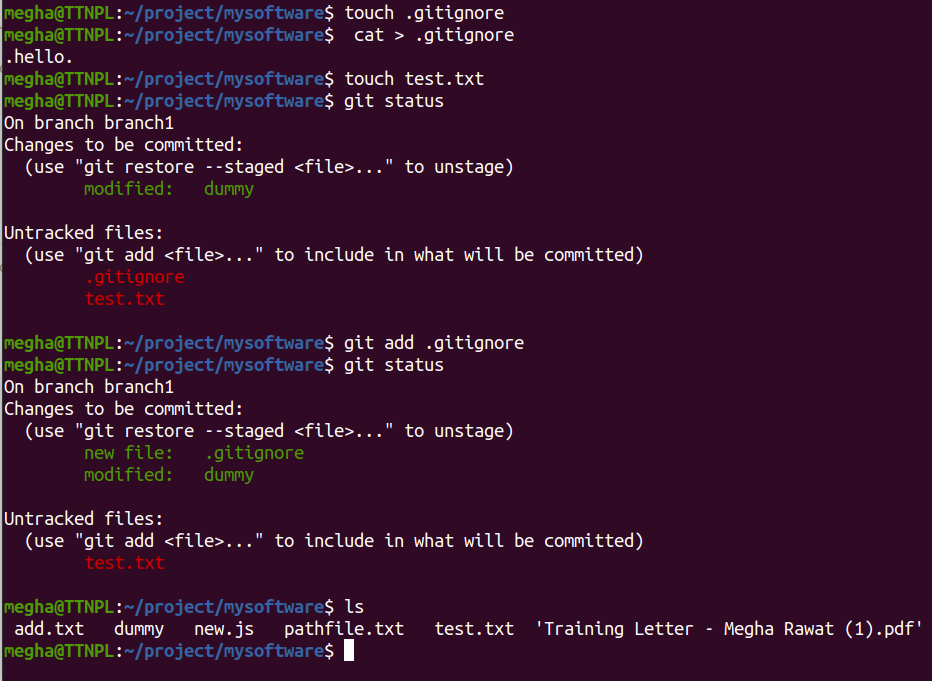 megha@TTNPL:~/project/mysoftware$ touch .gitignore
megha@TTNPL:~/project/mysoftware$  cat > .gitignore
.hello.
megha@TTNPL:~/project/mysoftware$ touch test.txt
megha@TTNPL:~/project/mysoftware$ git status
On branch branch1
Changes to be committed:
  (use "git restore --staged <file>..." to unstage)
        modified:   dummy

Untracked files:
  (use "git add <file>..." to include in what will be committed)
        .gitignore
        test.txt

megha@TTNPL:~/project/mysoftware$ git add .gitignore
megha@TTNPL:~/project/mysoftware$ git status
On branch branch1
Changes to be committed:
  (use "git restore --staged <file>..." to unstage)
        new file:   .gitignore
        modified:   dummy

Untracked files:
  (use "git add <file>..." to include in what will be committed)
        test.txt

megha@TTNPL:~/project/mysoftware$ ls
 add.txt   dummy   new.js   pathfile.txt   test.txt  'Training Letter - Megha Rawat (1).pdf'
megha@TTNPL:~/project/mysoftware$